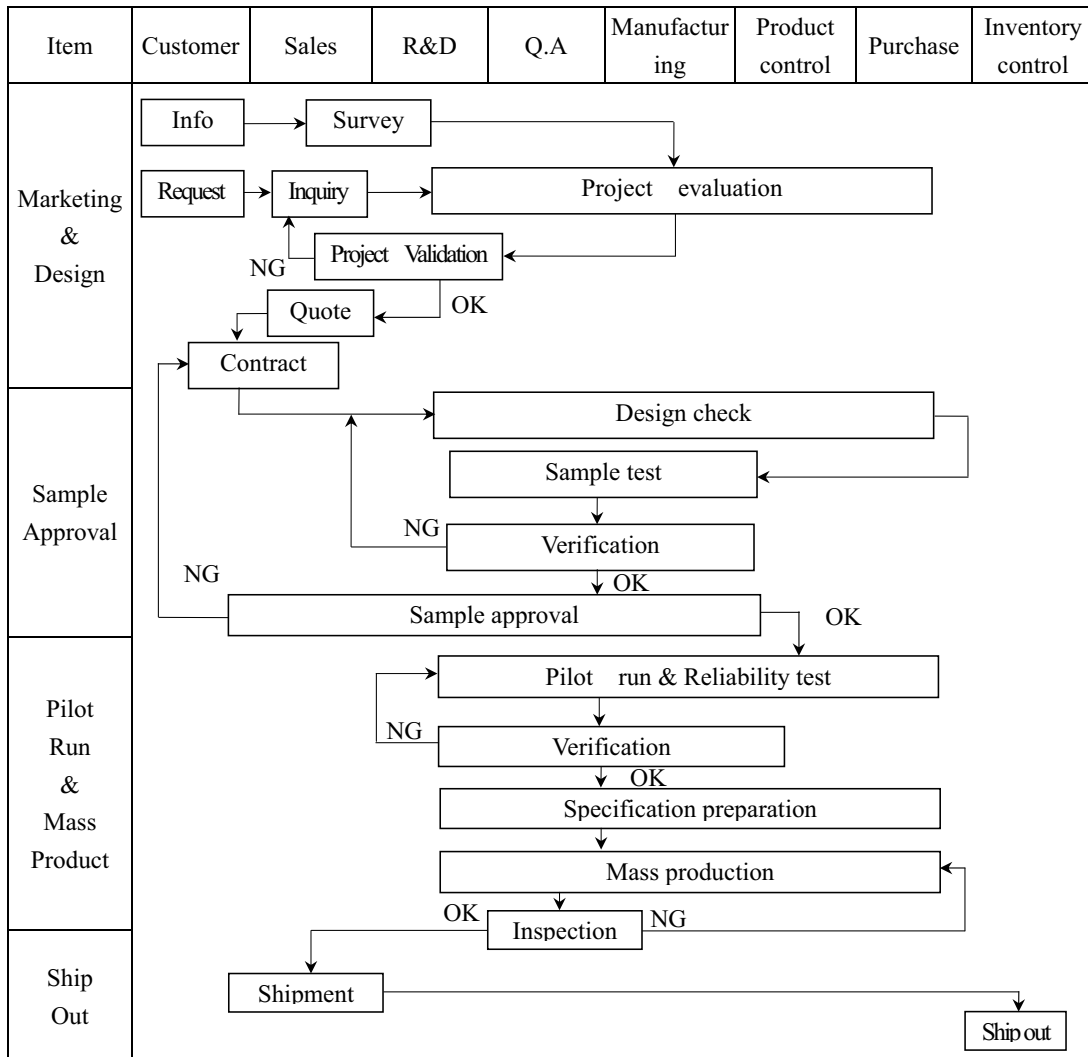 Item
Customer
Sales
R&D
Q.A
Manufactur
ing
Product
control
Purchase
Inventory
control
Marketing
&
Design
Info
Survey
Request
Inquiry
Project evaluation
NG
Project Validation
Quote
OK
Contract
Sample
Approval
Design check
Sample test
NG
Verification
NG
OK
Sample approval
OK
Pilot
Run
&
Mass
Product
Pilot run & Reliability test
NG
Verification
OK
Specification preparation
Mass production
OK
Inspection
NG
Ship
Out
Shipment
Ship out